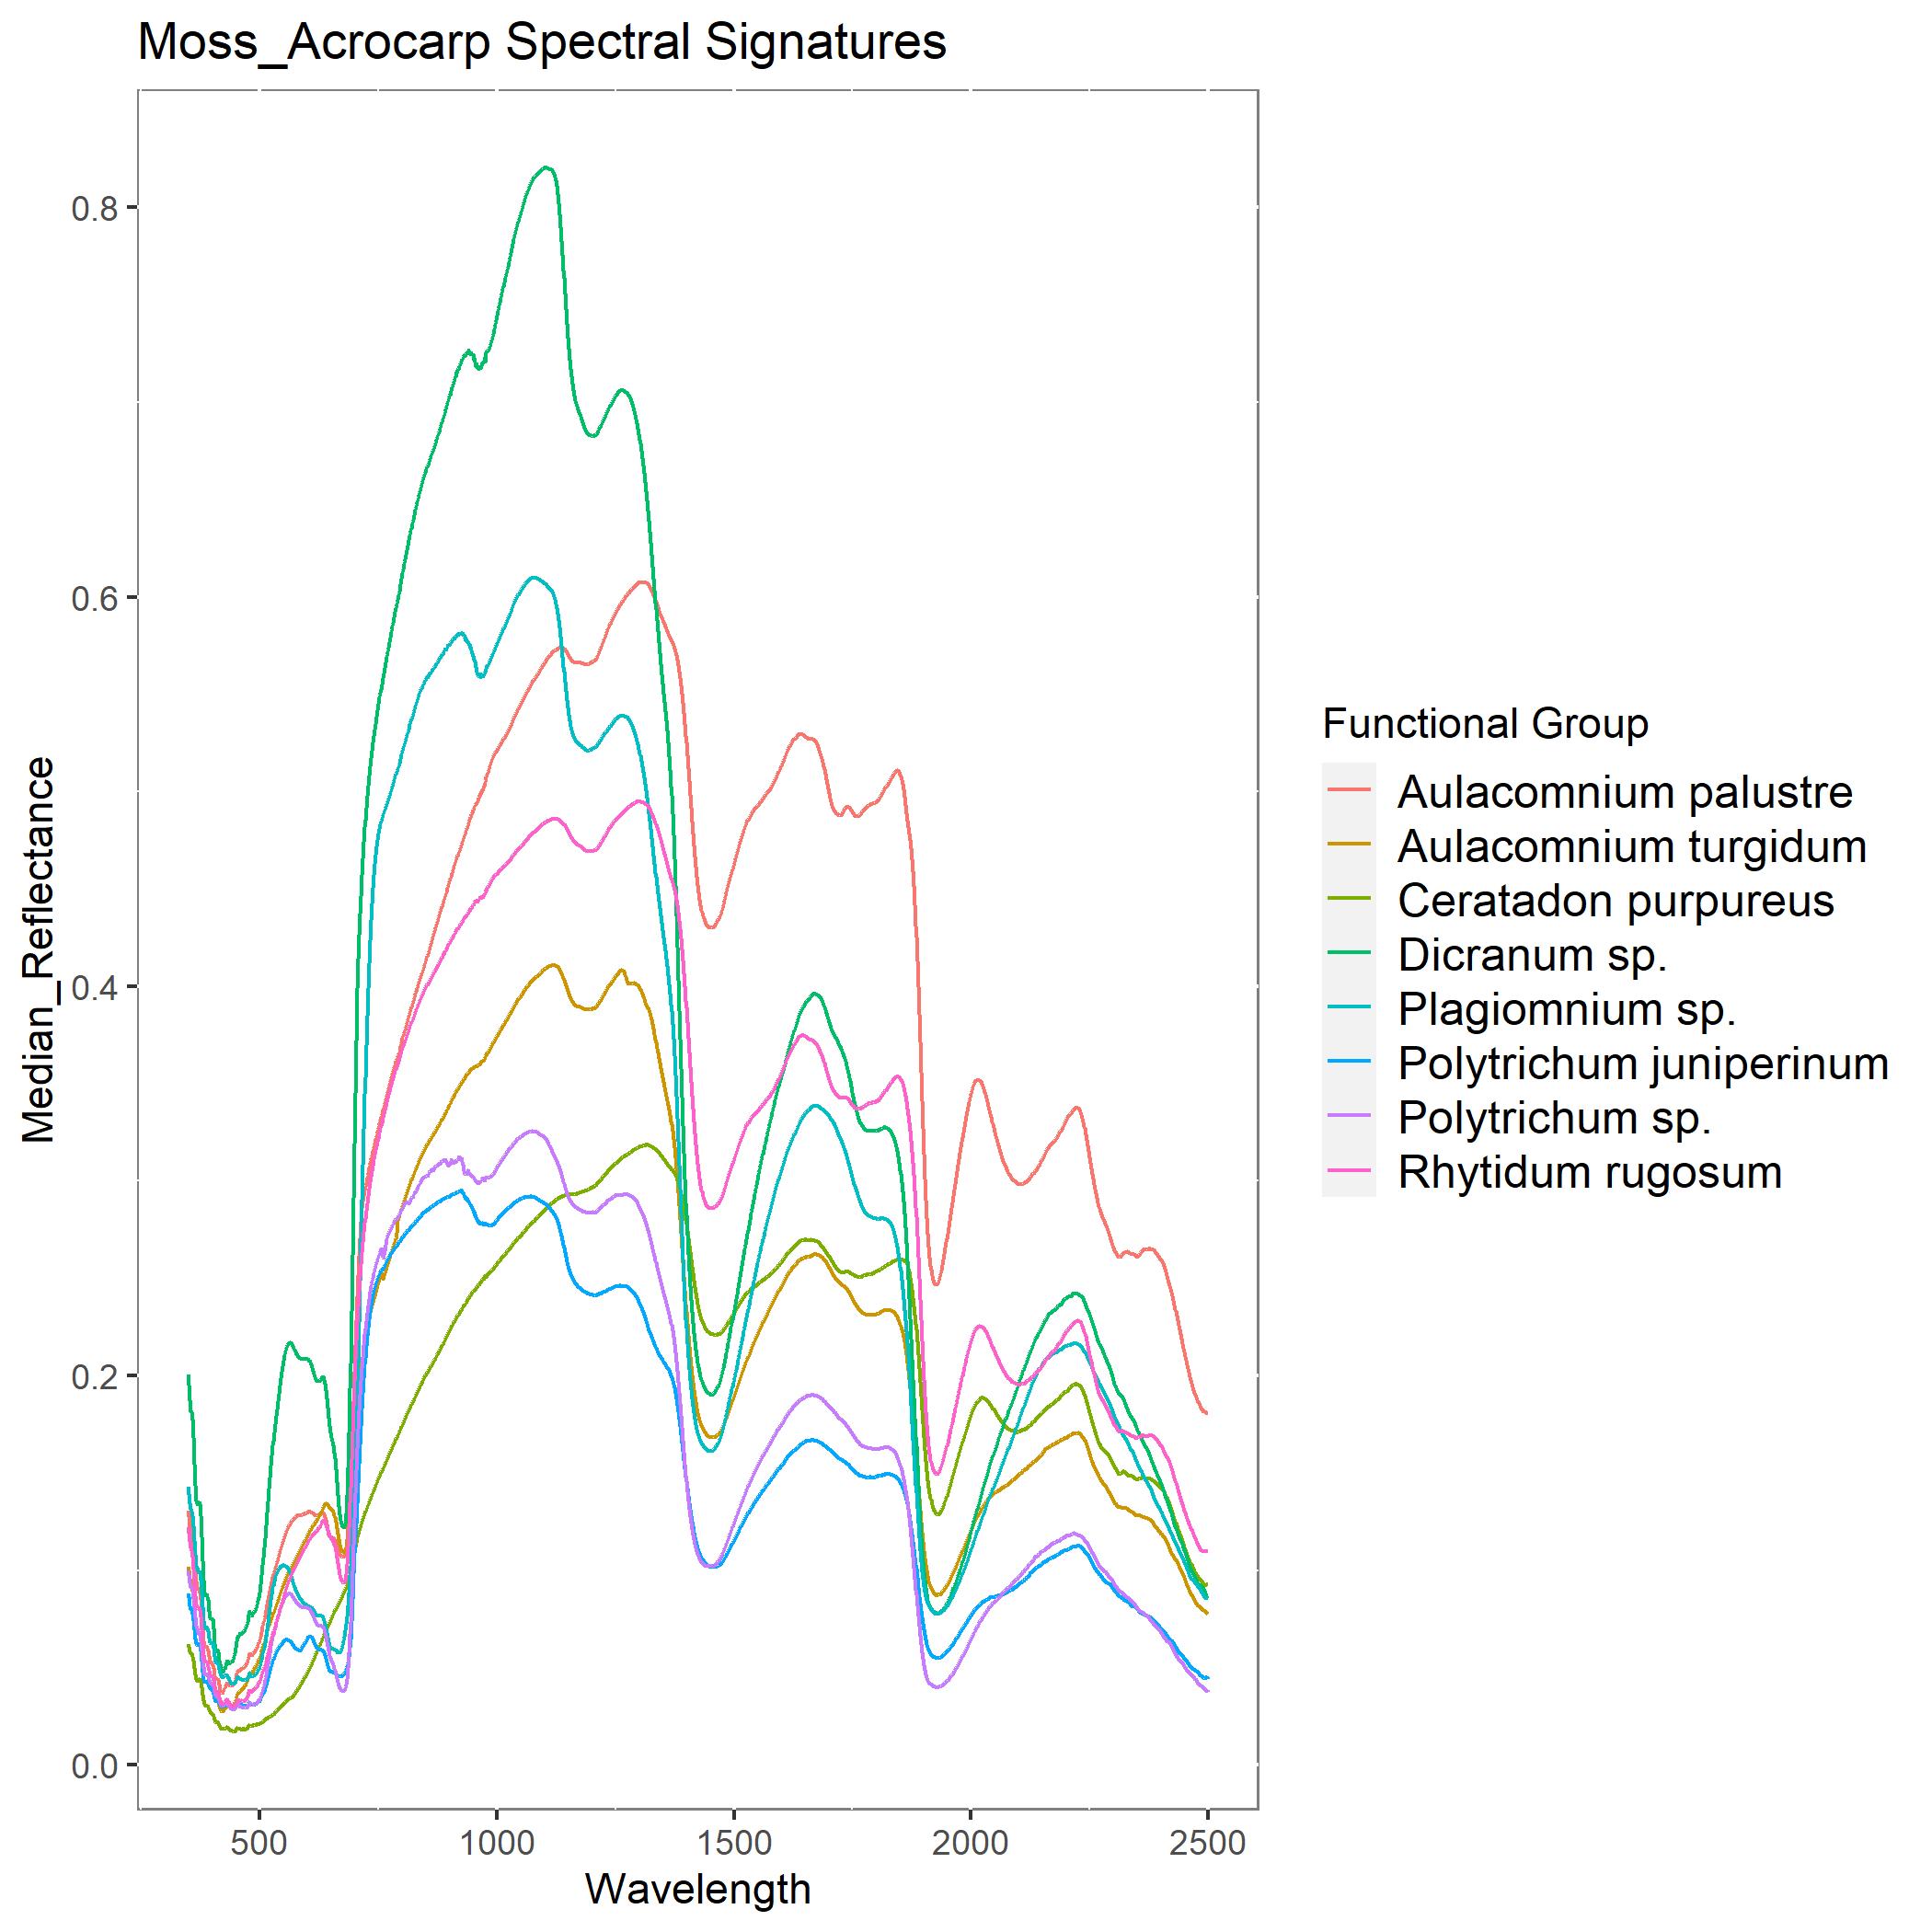 Moss_Acrocarp Spectral Signatures
0.8
0.6
0.4
0.2
0.0
Median_Reflectance
500 1000 1500 2000 2500
Wavelength
Functional Group
Aulacomnium palustre
Aulacomnium turgidum
Ceratadon purpureus
Dicranum sp.
Plagiomnium sp.
Polytrichum juniperinum
Polytrichum sp.
Rhytidum rugosum